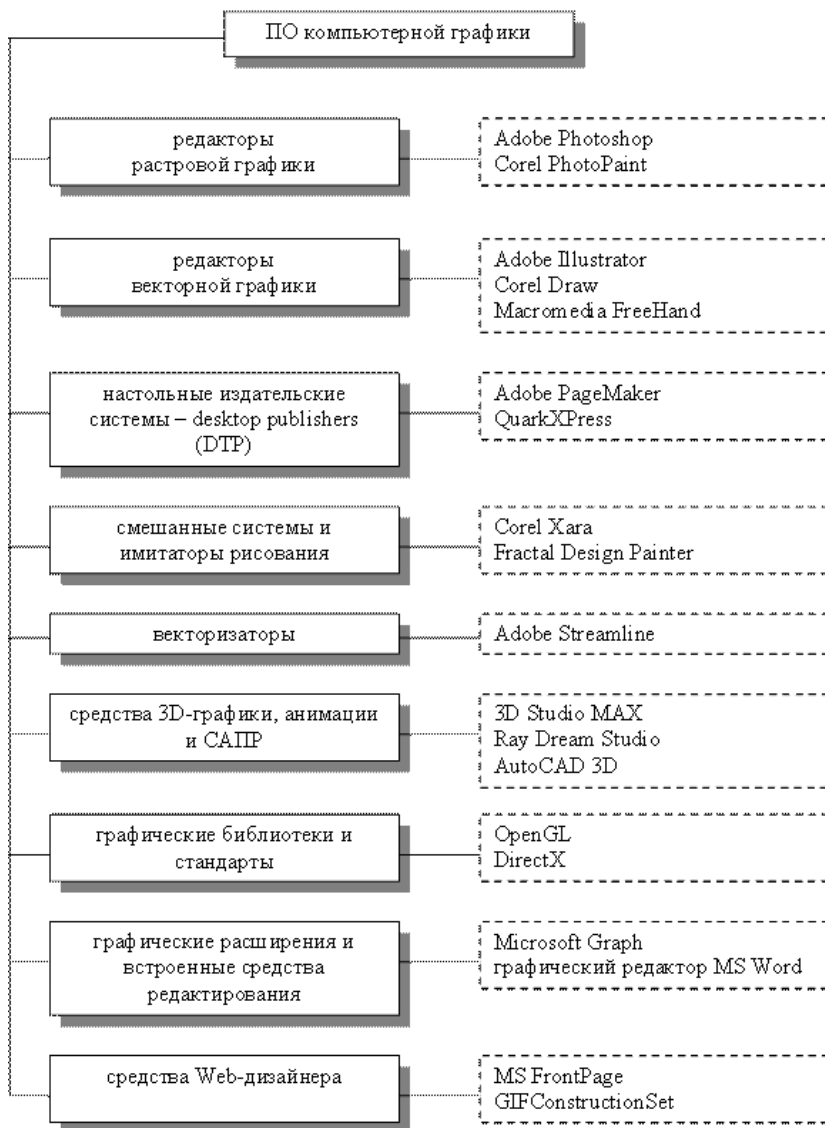 ПО компьютерной графики
редакторы
растровой графики
Adobe Photoshop
Corel PhotoPaint
редакторы
векторной графики
Adobe Illustrator
Corel Draw
Macromedia FreeHand
настольные издательские
системы – desktop publishers
(DTP)
Adobe PageMaker
QuarkXPress
смешанные системы и
имитаторы рисования
Corel Xara
Fractal Design Painter
векторизаторы
Adobe Streamline
средства 3D-графики, анимации
и САПР
3D Studio MAX
Ray Dream Studio
AutoCAD 3D
графические библиотеки и
стандарты
OpenGL
DirectX
графические расширения и
встроенные средства
редактирования
Microsoft Graph
графический редактор MS Word
средства Web-дизайнера
MS FrontPage
GIFConstructionSet